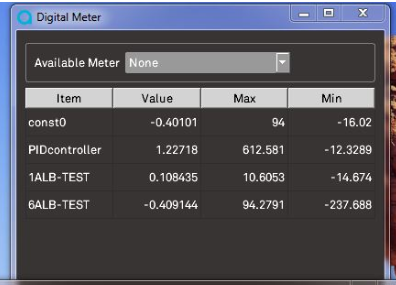 Digital Meter
Available Meter None
Item Value Max Min
const0 -0.40101 94 -16.02
PIDcontroller 1.22718 612.581 -12.3289
1ALB-TEST 0.108435 10.6053 -14.674
6ALB-TEST -0.409144 94.2791 -237.688